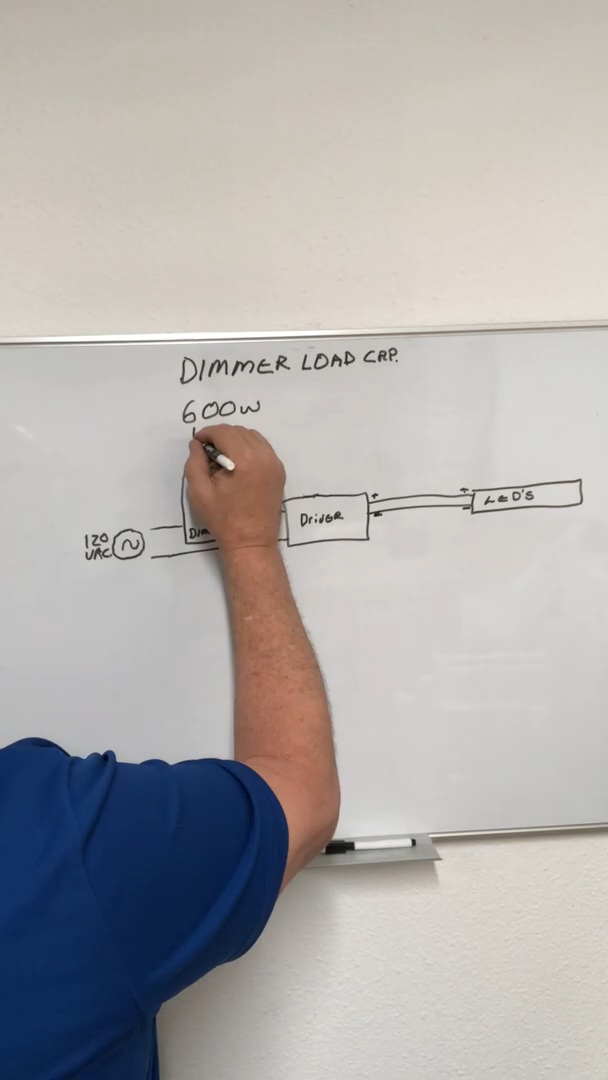 DIMMER LOAD CAP.
600W
120
VAC
DRIVER
+
+
LED'S
-
-